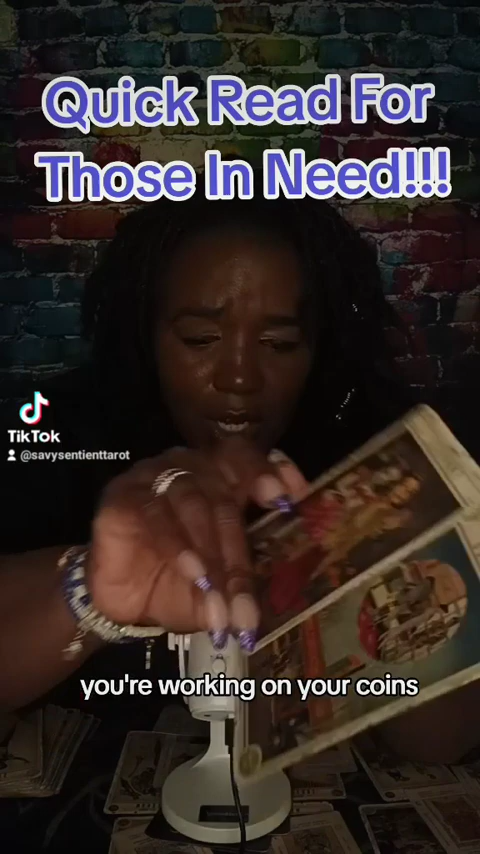 Quick Read For
Those In Need!!!
TikTok
@savysentienttarot
you're working on your coins